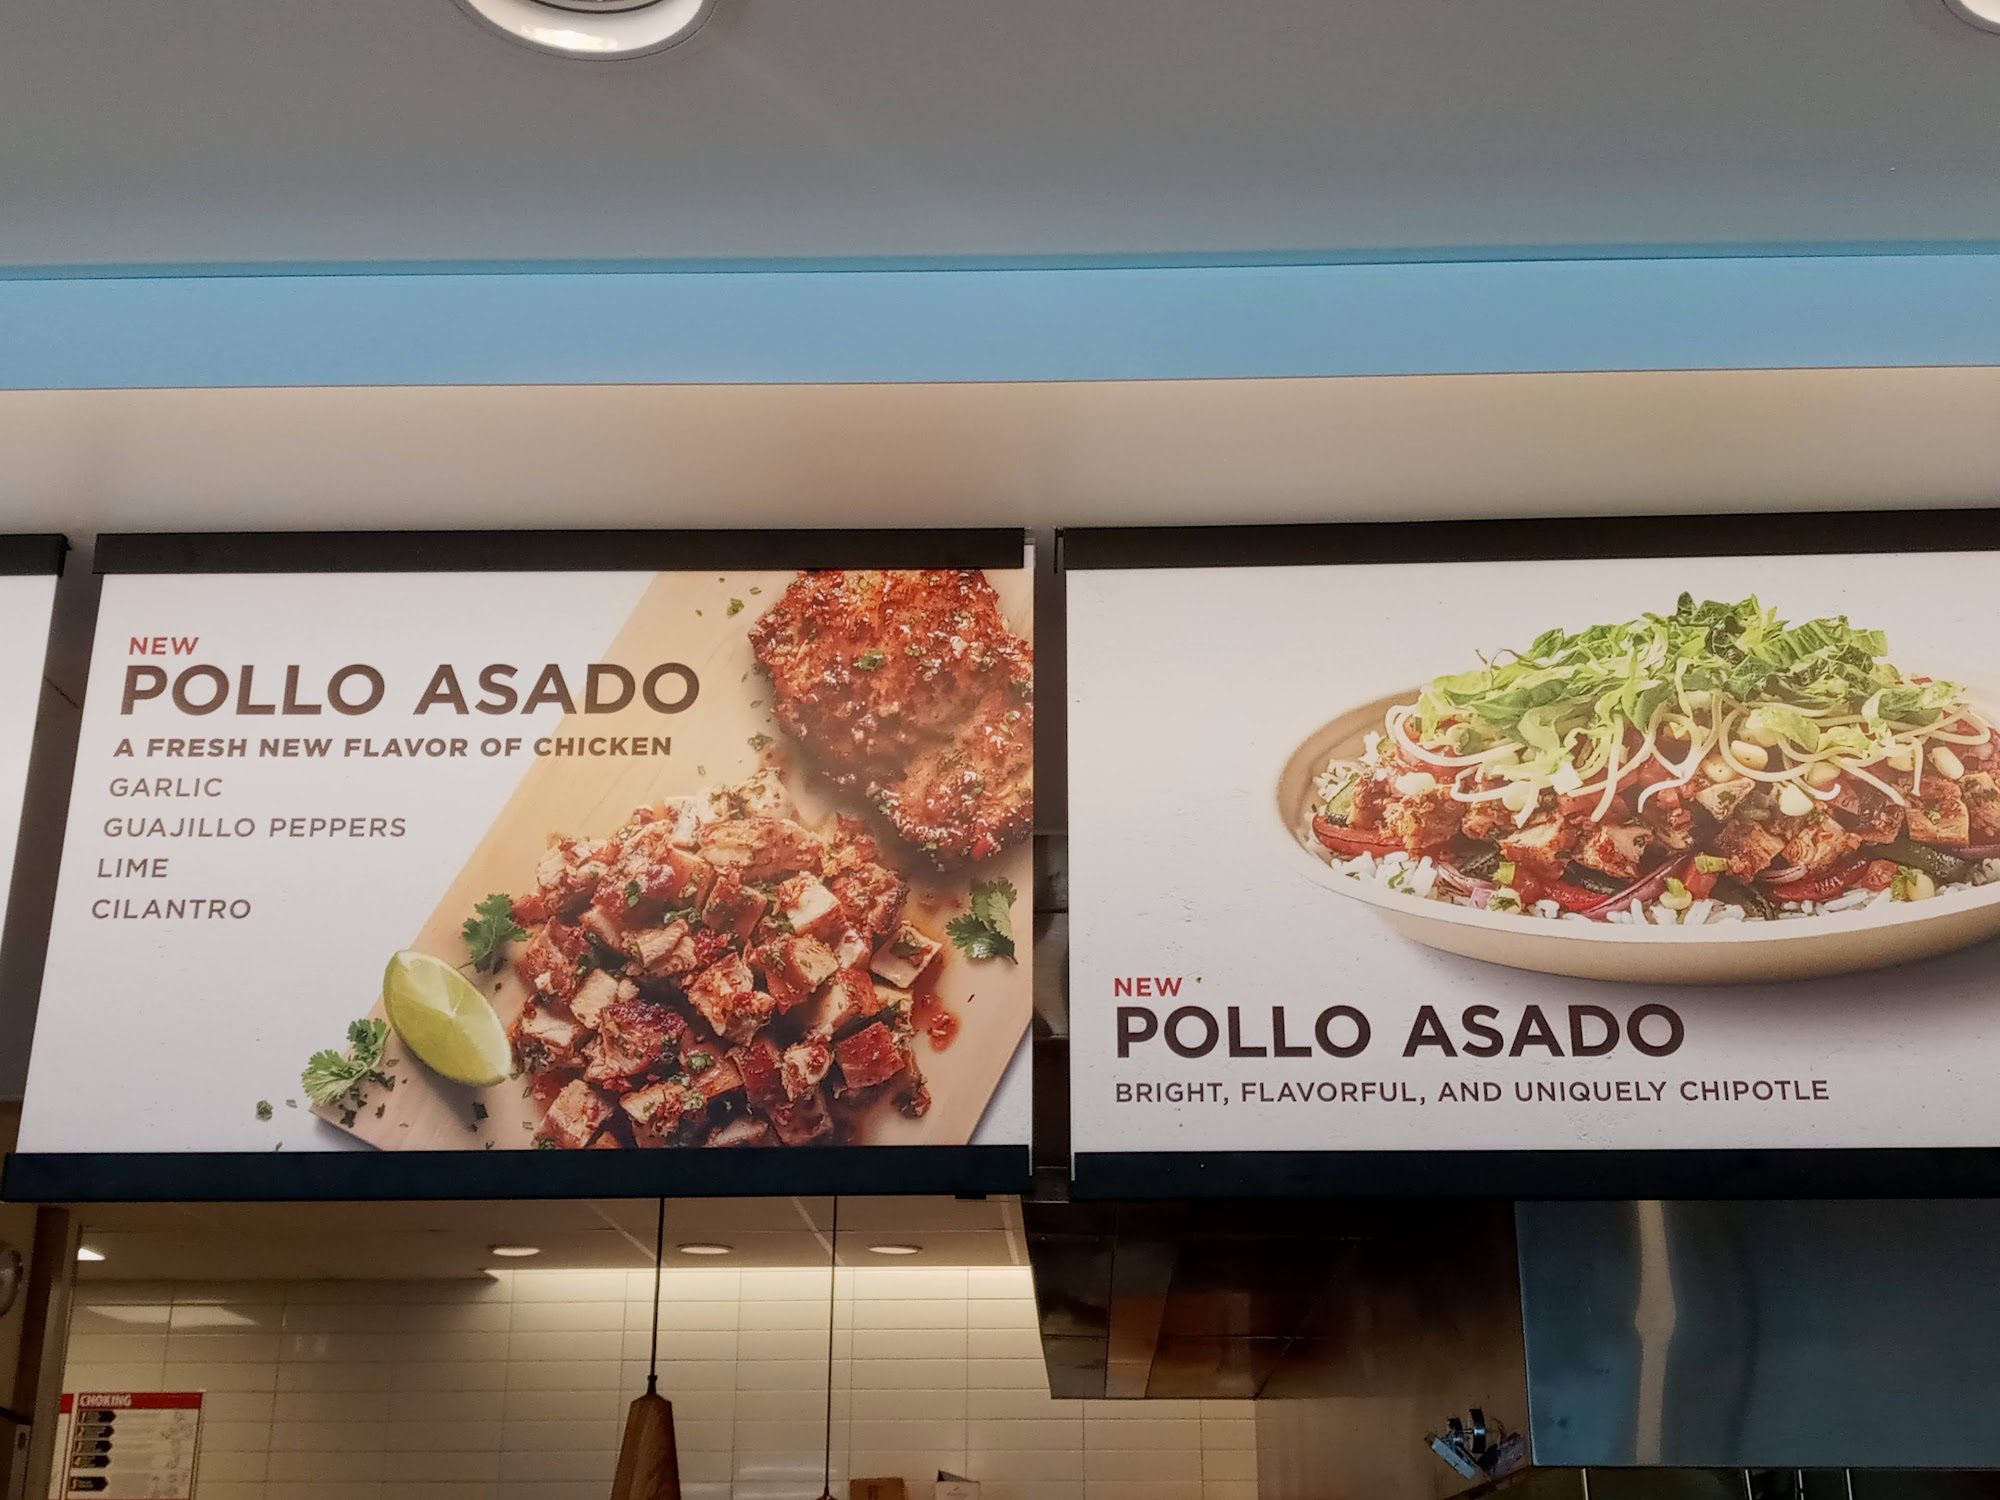 NEW
POLLO ASADO
A FRESH NEW FLAVOR OF CHICKEN
GARLIC
GUAJILLO PEPPERS
LIME
CILANTRO
NEW
POLLO ASADO
BRIGHT, FLAVORFUL, AND UNIQUELY CHIPOTLE
CHOKING